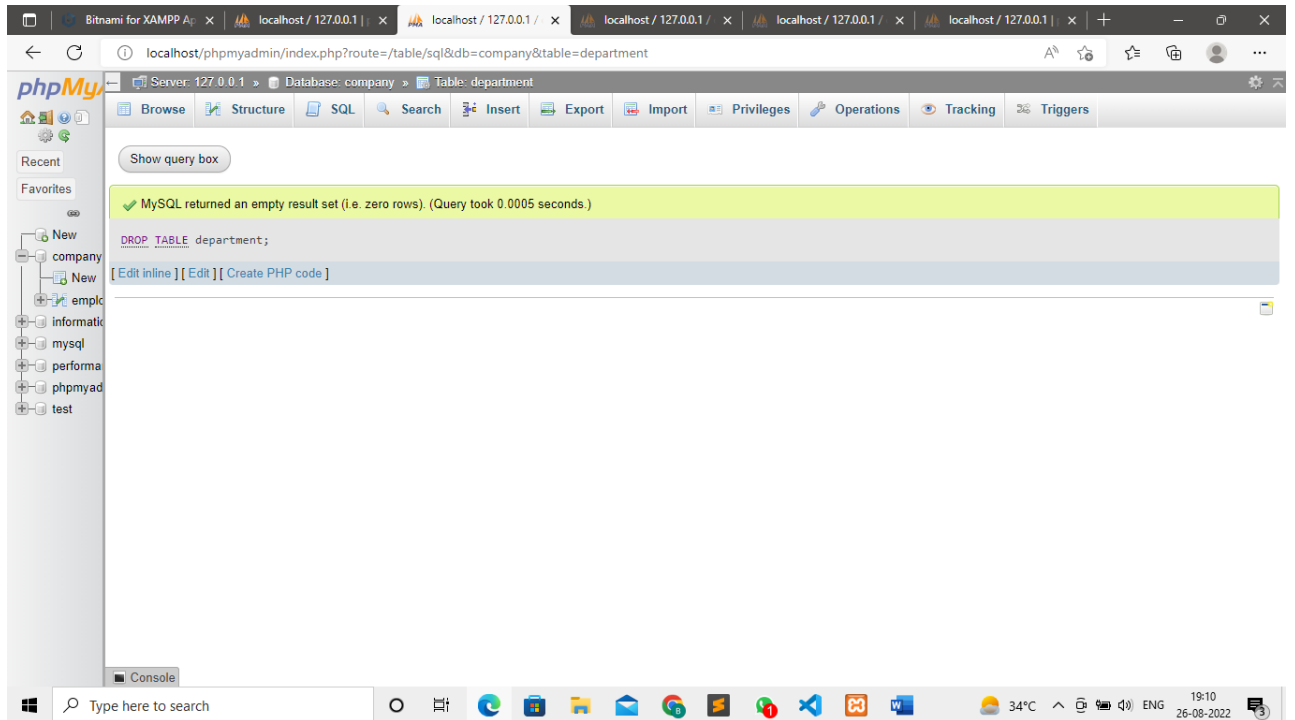 Bitnami for XAMPP Ap
localhost / 127.0.0.1 | p
localhost / 127.0.0.1 /
localhost / 127.0.0.1 /
localhost / 127.0.0.1 /
localhost / 127.0.0.1 | p
localhost/phpmyadmin/index.php?route=/table/sql&db=company&table=department
phpMyA
Server: 127.0.0.1 » Database: company » Table: department
Browse Structure SQL Search Insert Export Import Privileges Operations Tracking Triggers
Recent
Favorites
Show query box
MySQL returned an empty result set (i.e. zero rows). (Query took 0.0005 seconds.)
DROP TABLE department;
[ Edit inline ] [ Edit ] [ Create PHP code ]
New
company
New
emplo
informatic
mysql
performa
phpmyad
test
Console
Type here to search
34°C
ENG
19:10
26-08-2022
3